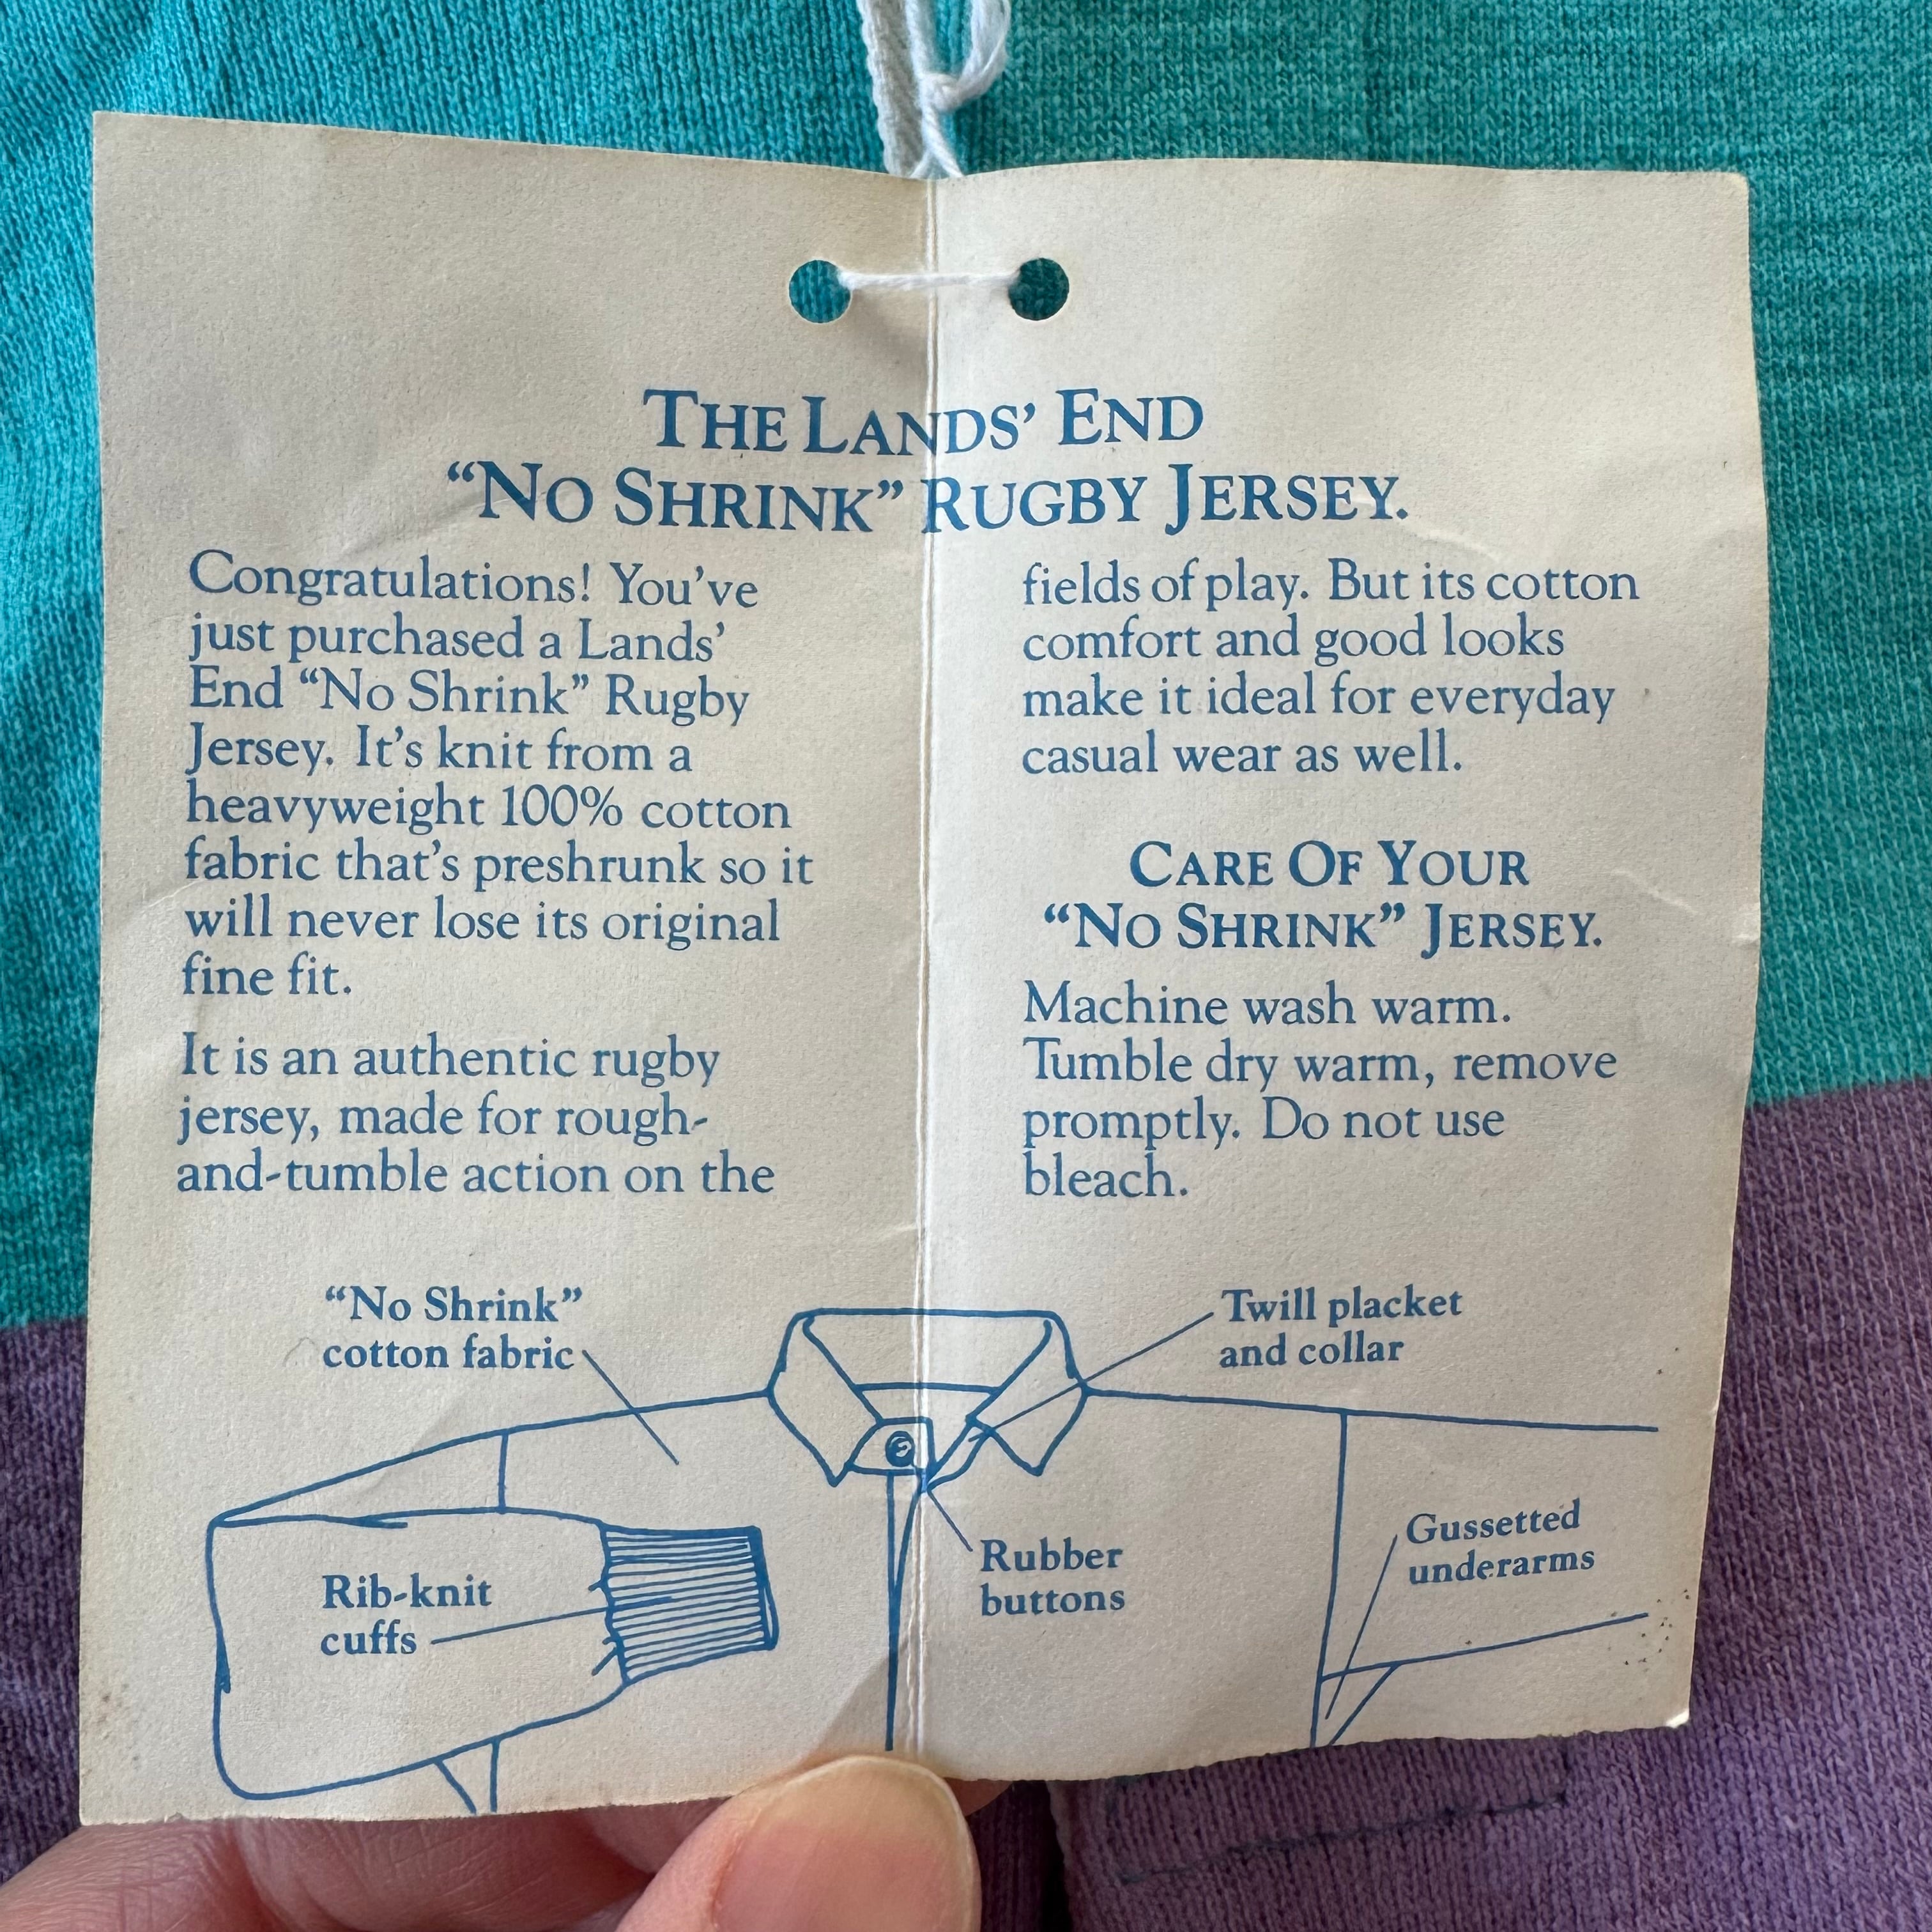 THE LANDS' END
“NO SHRINK” RUGBY JERSEY.
Congratulations! You've
just purchased a Lands'
End “No Shrink” Rugby
Jersey. It's knit from a
heavyweight 100% cotton
fabric that's preshrunk so it
will never lose its original
fine fit.
It is an authentic rugby
jersey, made for rough-
and-tumble action on the
fields of play. But its cotton
comfort and good looks
make it ideal for everyday
casual wear as well.
CARE OF YOUR
“NO SHRINK” JERSEY.
Machine wash warm.
Tumble dry warm, remove
promptly. Do not use
bleach.
“No Shrink”
cotton fabric
Twill placket
and collar
Rib-knit
cuffs
Rubber
buttons
Gussetted
underarms